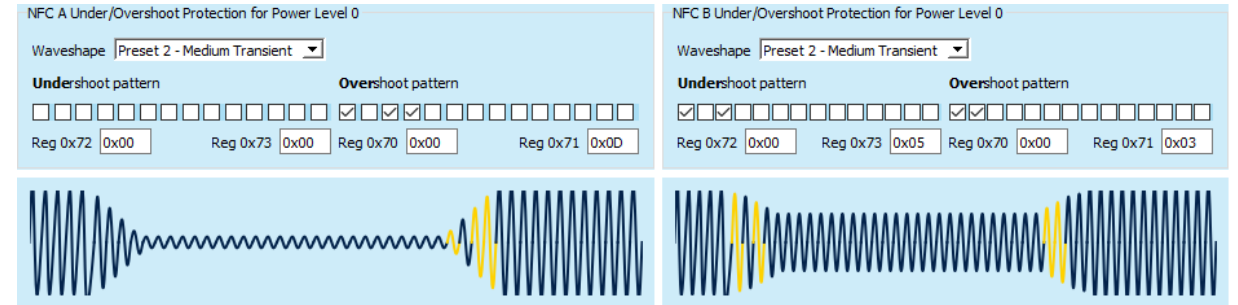 NFC A Under/Overshoot Protection for Power Level 0
Waveshape Preset 2 - Medium Transient
Undershoot pattern Overshoot pattern
Reg 0x72 0x00 Reg 0x73 0x00 Reg 0x70 0x00 Reg 0x71 0x0D
NFC B Under/Overshoot Protection for Power Level 0
Waveshape Preset 2 - Medium Transient
Undershoot pattern Overshoot pattern
Reg 0x72 0x00 Reg 0x73 0x05 Reg 0x70 0x00 Reg 0x71 0x03